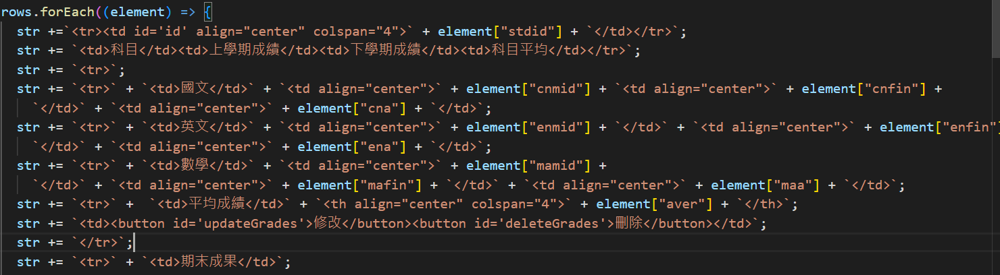 rows.forEach((element) => {
str +=`<tr><td id='id' align="center" colspan="4">` + element["stdid"] + `</td></tr>`;
str += `<td>科目</td><td>上學期成績</td><td>下學期成績</td><td>科目平均</td></tr>`;
str += `<tr>`;
str += `<tr>` + `<td>國文</td>` + `<td align="center">` + element["cnmid"] + `<td align="center">` + element["cnfin"] +
`</td>` + `<td align="center">` + element["cna"] + `</td>`;
str += `<tr>` + `<td>英文</td>` + `<td align="center">` + element["enmid"] + `</td>` + `<td align="center">` + element["enfin"]
`</td>` + `<td align="center">` + element["ena"] + `</td>`;
str += `<tr>` + `<td>數學</td>` + `<td align="center">` + element["mamid"] +
`</td>` + `<td align="center">` + element["mafin"] + `</td>` + `<td align="center">` + element["maa"] + `</td>`;
str += `<tr>` +  `<td>平均成績</td>` + `<th align="center" colspan="4">` + element["aver"] + `</th>`;
str += `<td><button id='updateGrades'>修改</button><button id='deleteGrades'>刪除</button></td>`;
str += `</tr>`;
str += `<tr>` + `<td>期末成果</td>`;